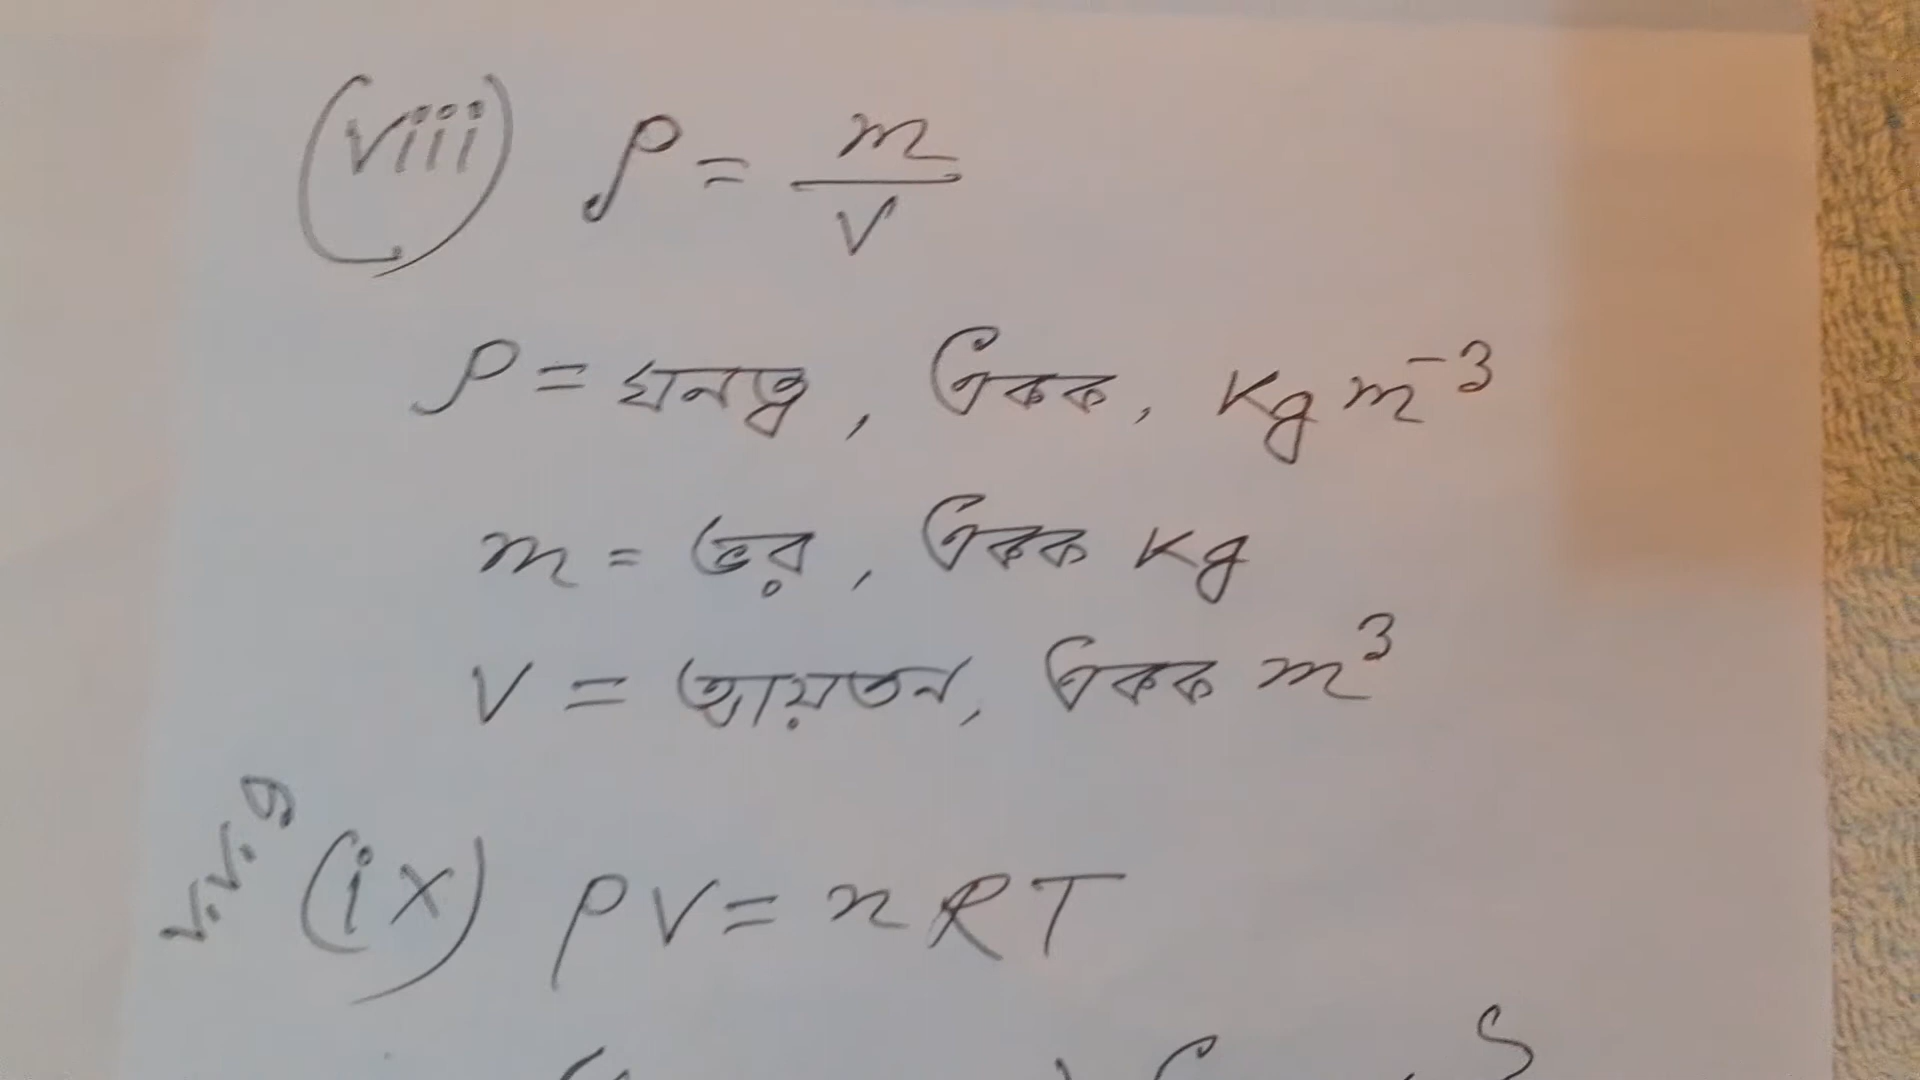 (viii) ρ = m/V
ρ = ঘনত্ব, একক, kg m⁻³
m = ভর, একক kg
V = আয়তন, একক m³
V.V.g (ix) PV = nRT